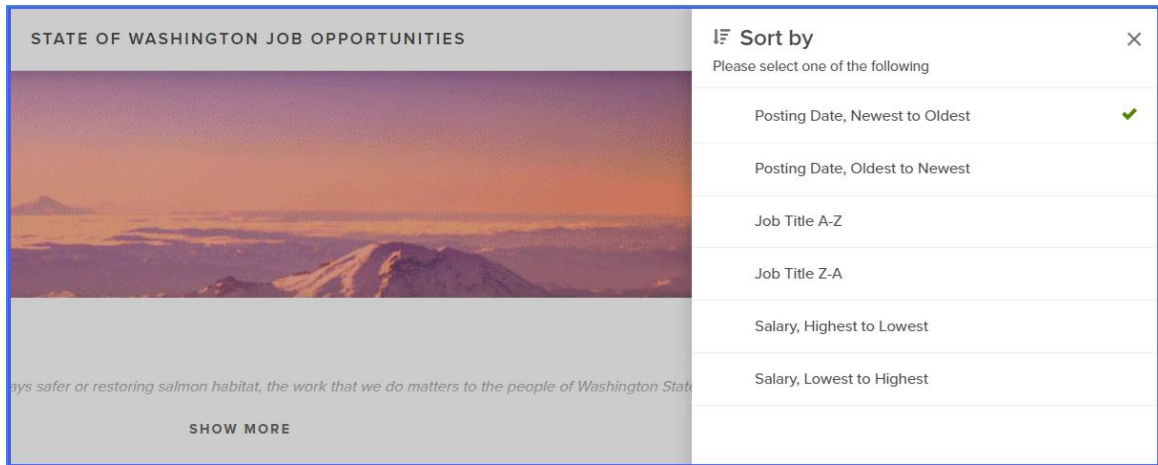 STATE OF WASHINGTON JOB OPPORTUNITIES
ays safer or restoring salmon habitat, the work that we do matters to the people of Washington State
SHOW MORE
Sort by
Please select one of the following
Posting Date, Newest to Oldest
Posting Date, Oldest to Newest
Job Title A-Z
Job Title Z-A
Salary, Highest to Lowest
Salary, Lowest to Highest